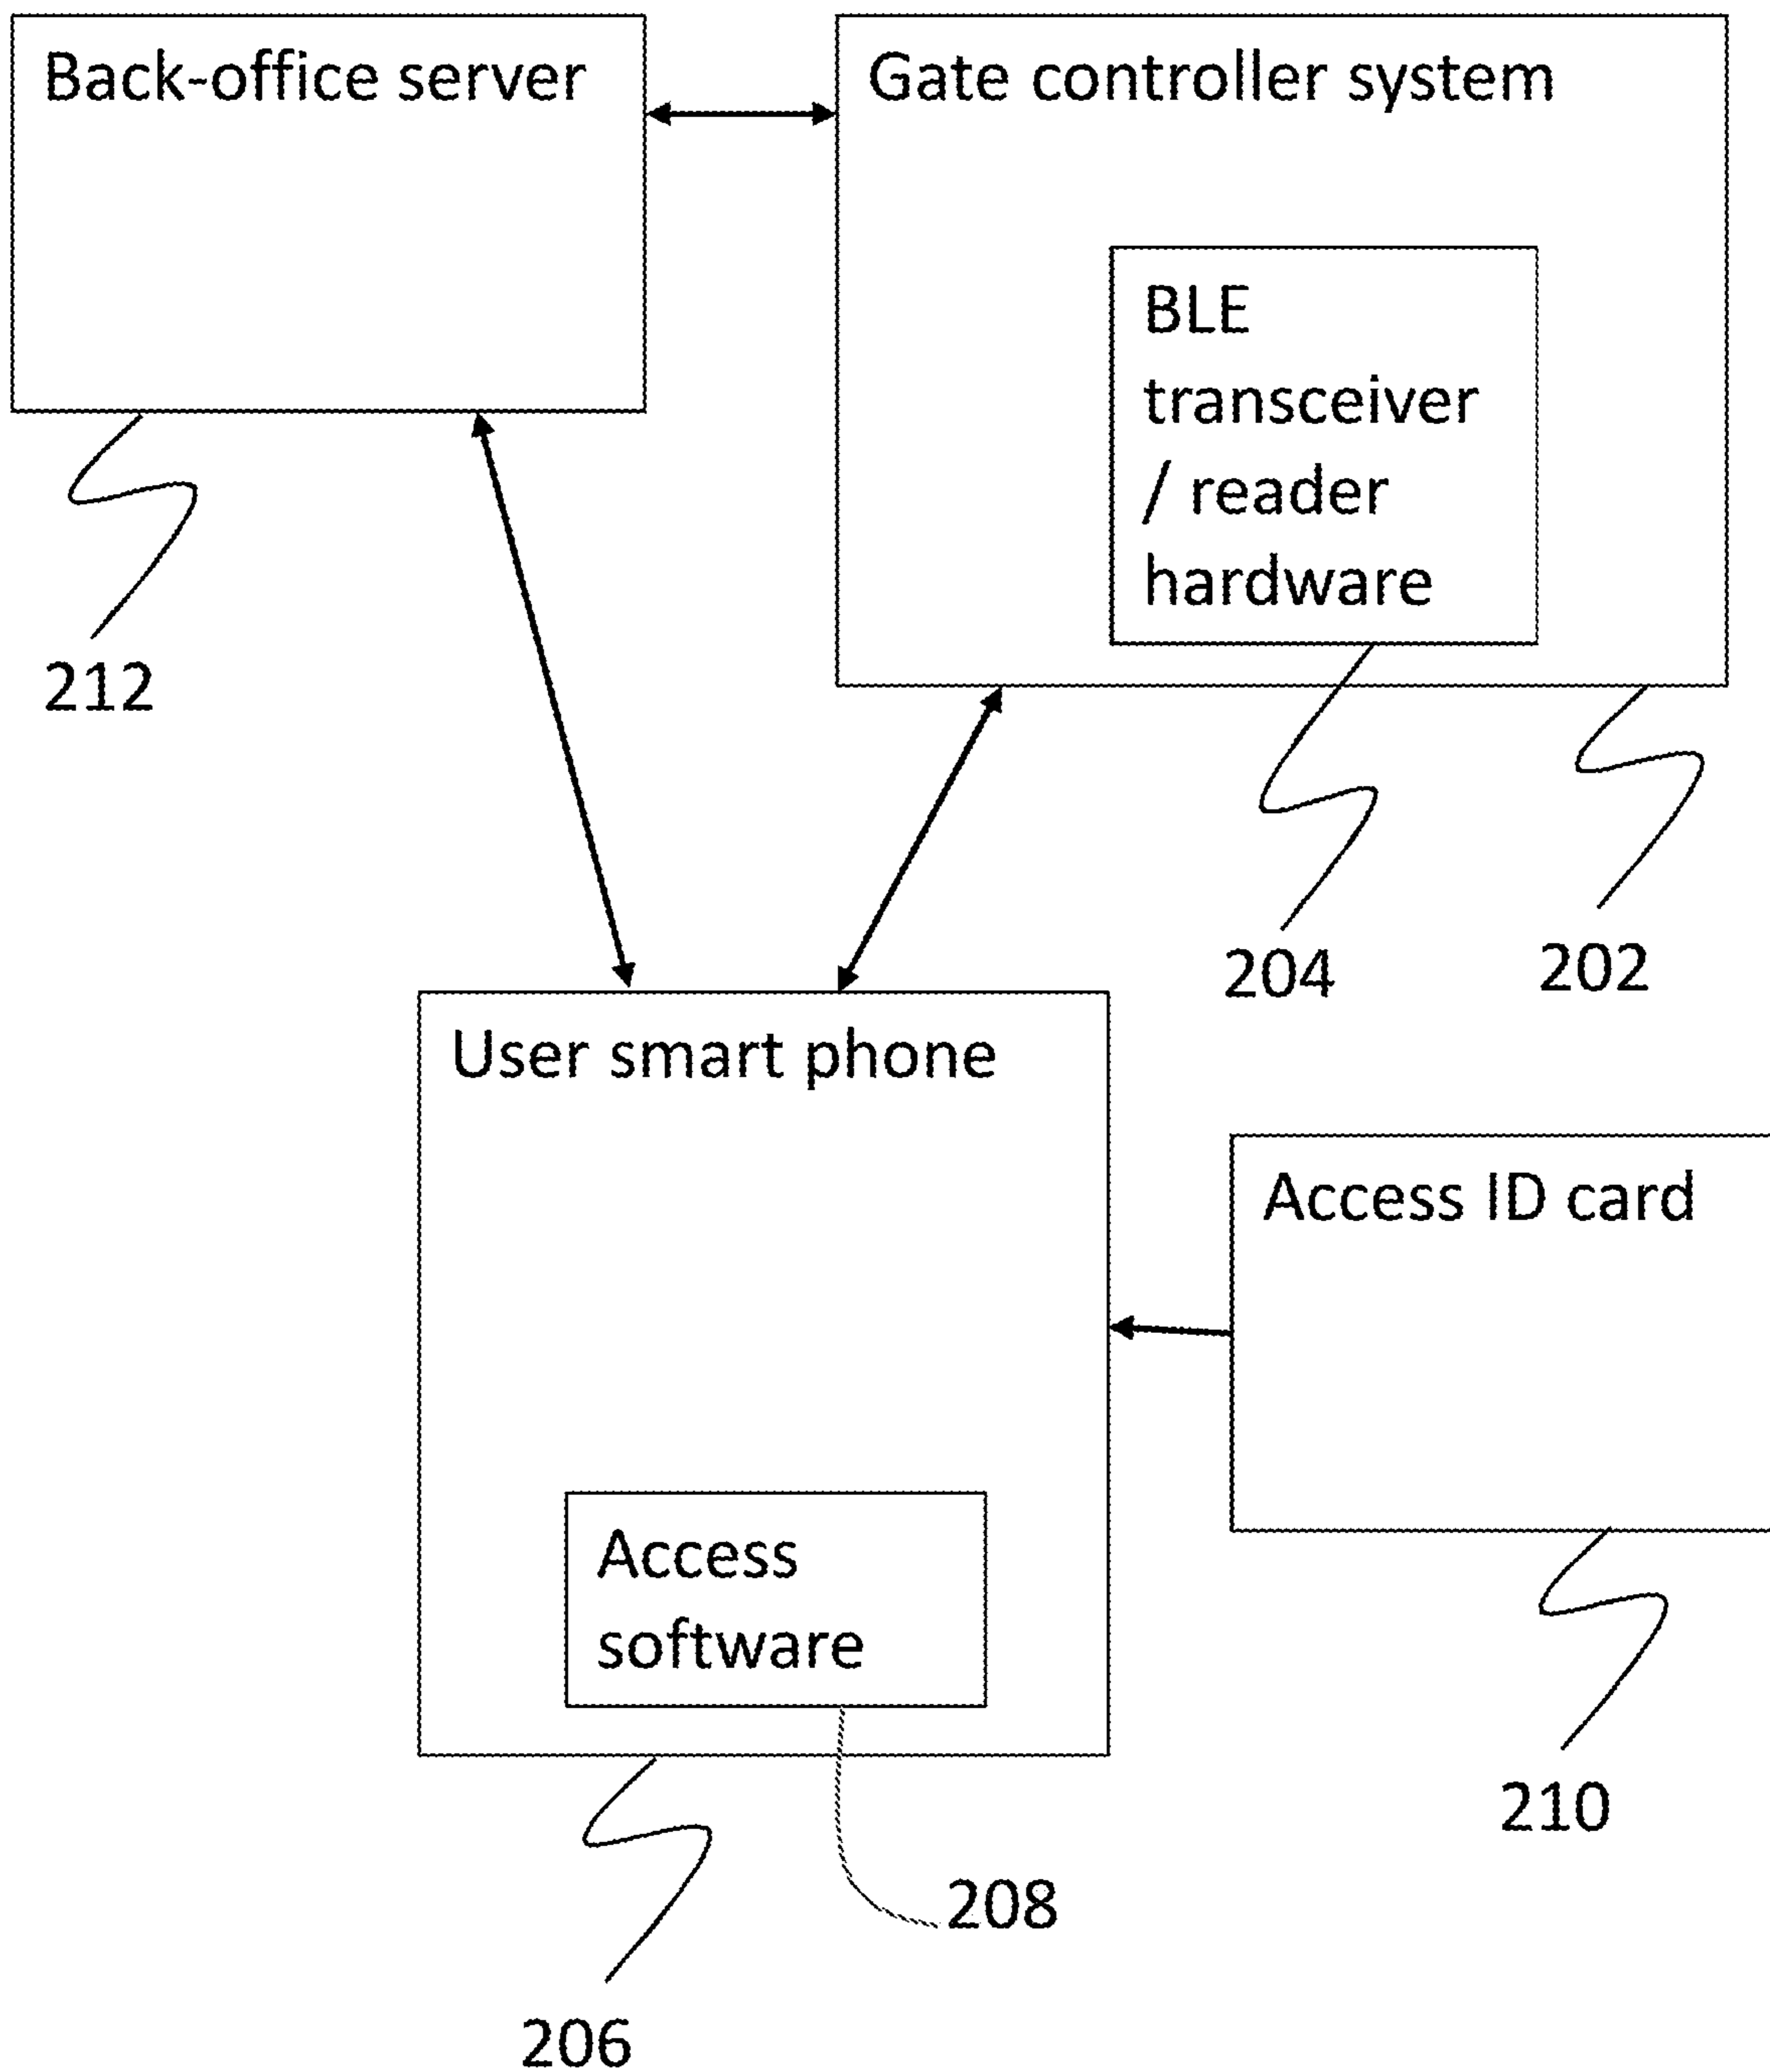 Back-office server
Gate controller system
BLE
transceiver
/ reader
hardware
212
204
202
User smart phone
Access ID card
Access
software
210
208
206